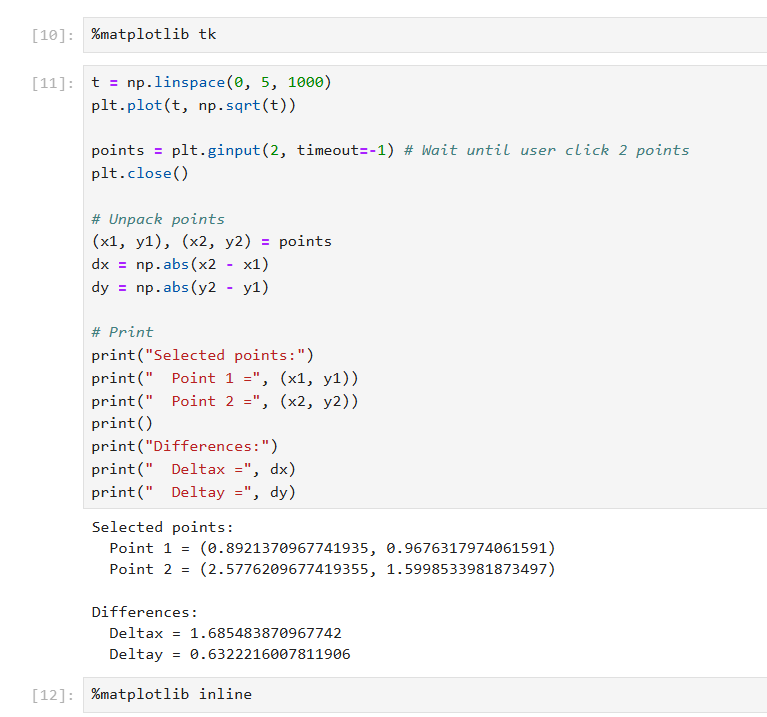 [10]: %matplotlib tk
[11]: t = np.linspace(0, 5, 1000)
plt.plot(t, np.sqrt(t))
points = plt.ginput(2, timeout=-1) # Wait until user click 2 points
plt.close()
# Unpack points
(x1, y1), (x2, y2) = points
dx = np.abs(x2 - x1)
dy = np.abs(y2 - y1)
# Print
print("Selected points:")
print("  Point 1 =", (x1, y1))
print("  Point 2 =", (x2, y2))
print()
print("Differences:")
print("  Deltax =", dx)
print("  Deltay =", dy)
Selected points:
  Point 1 = (0.8921370967741935, 0.9676317974061591)
  Point 2 = (2.5776209677419355, 1.5998533981873497)
Differences:
  Deltax = 1.685483870967742
  Deltay = 0.6322216007811906
[12]: %matplotlib inline